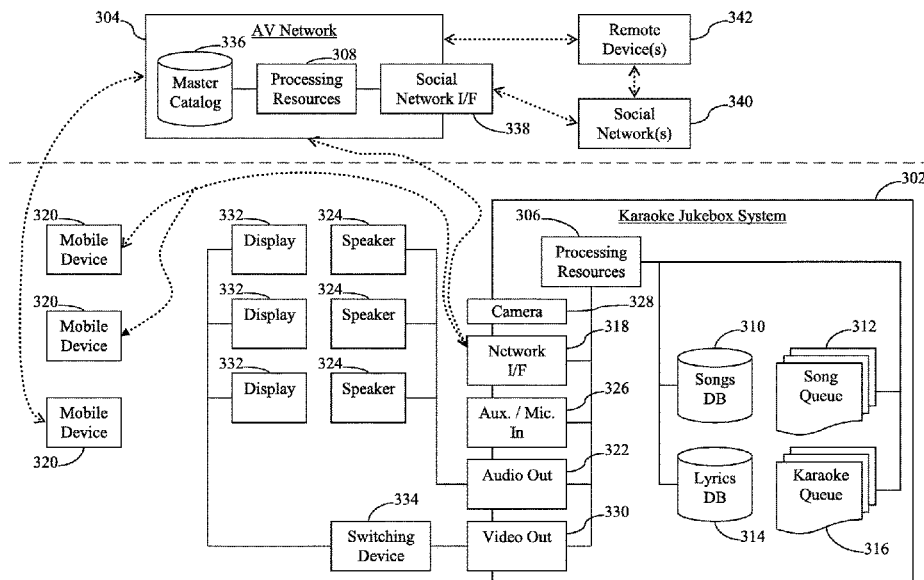 304
AV Network
336
Master
Catalog
308
Processing
Resources
Social
Network I/F
338
Remote
Device(s)
342
Social
Network(s)
340
302
Karaoke Jukebox System
306
Processing
Resources
320
Mobile
Device
320
Mobile
Device
Mobile
Device
320
332
Display
324
Speaker
332
Display
324
Speaker
332
Display
324
Speaker
Camera
328
Network
I/F
318
Aux. / Mic.
In
326
Audio Out
322
334
Switching
Device
Video Out
330
310
Songs
DB
312
Song
Queue
Lyrics
DB
314
Karaoke
Queue
316